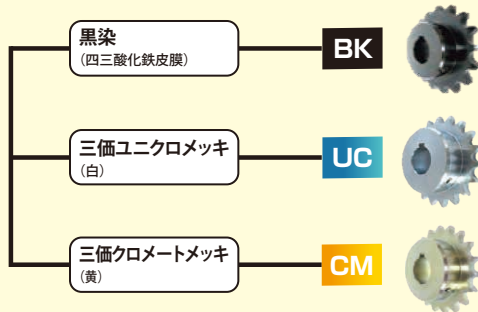 黒染
（四三酸化鉄皮膜）
BK
三価ユニクロメッキ
（白）
UC
三価クロメートメッキ
（黄）
CM